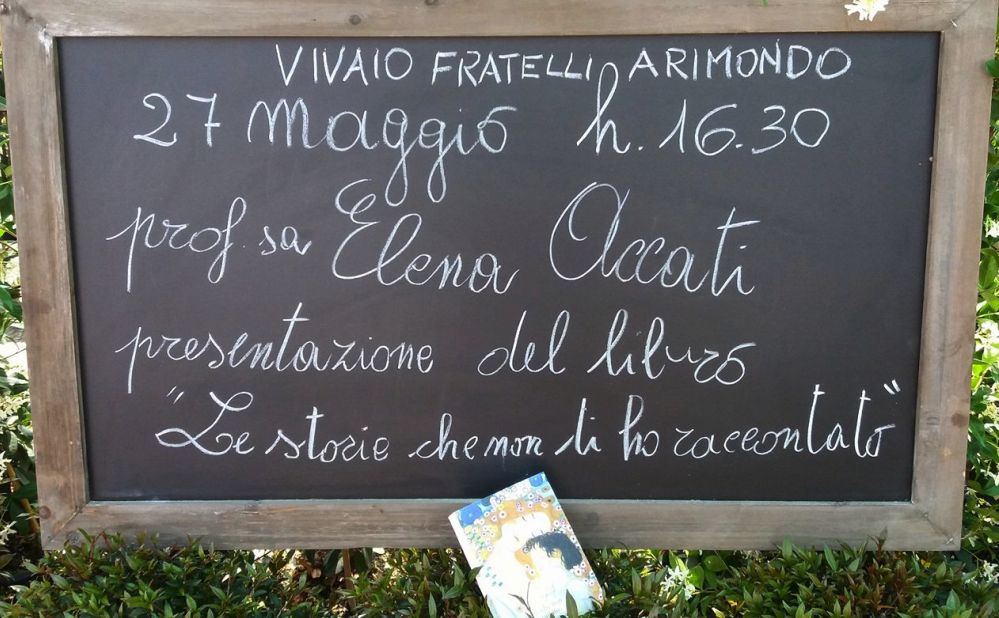 VIVAIO FRATELLI ARIMONDO
27 Maggio h. 16.30
prof.sa Elena Accati
presentazione del libro
"Le storie che non ti ho raccontato"